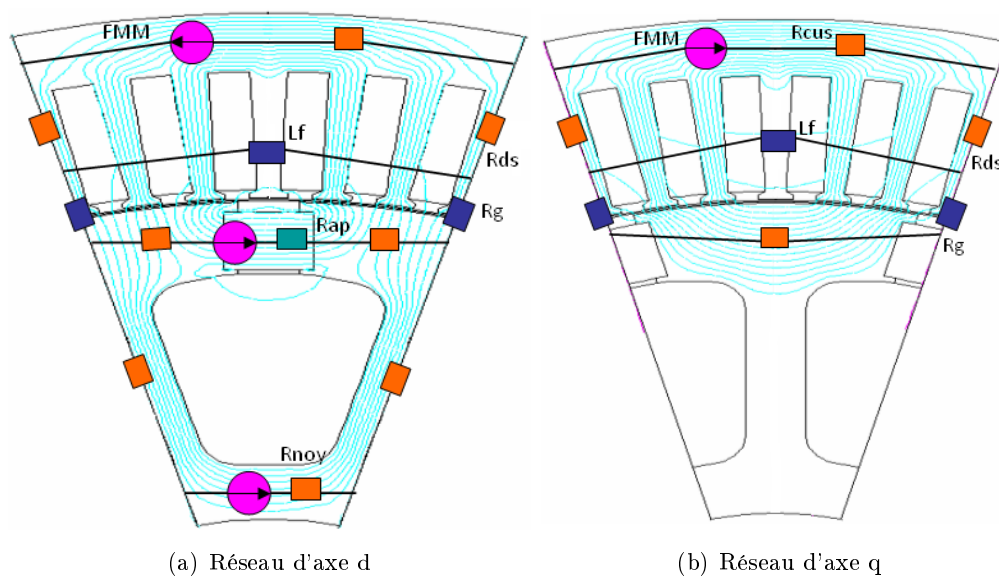 FMM
Lf
Rds
Rg
Rap
Rnoy
(a) Réseau d'axe d
FMM
Rcus
Lf
Rds
Rg
(b) Réseau d'axe q